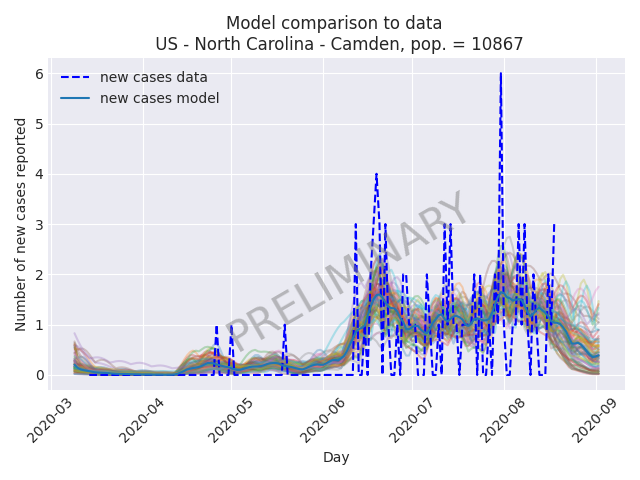 Model comparison to data
US - North Carolina - Camden, pop. = 10867
Number of new cases reported
6
5
4
3
2
1
0
new cases data
new cases model
PRELIMINARY
2020-03
2020-04
2020-05
2020-06
2020-07
2020-08
2020-09
Day